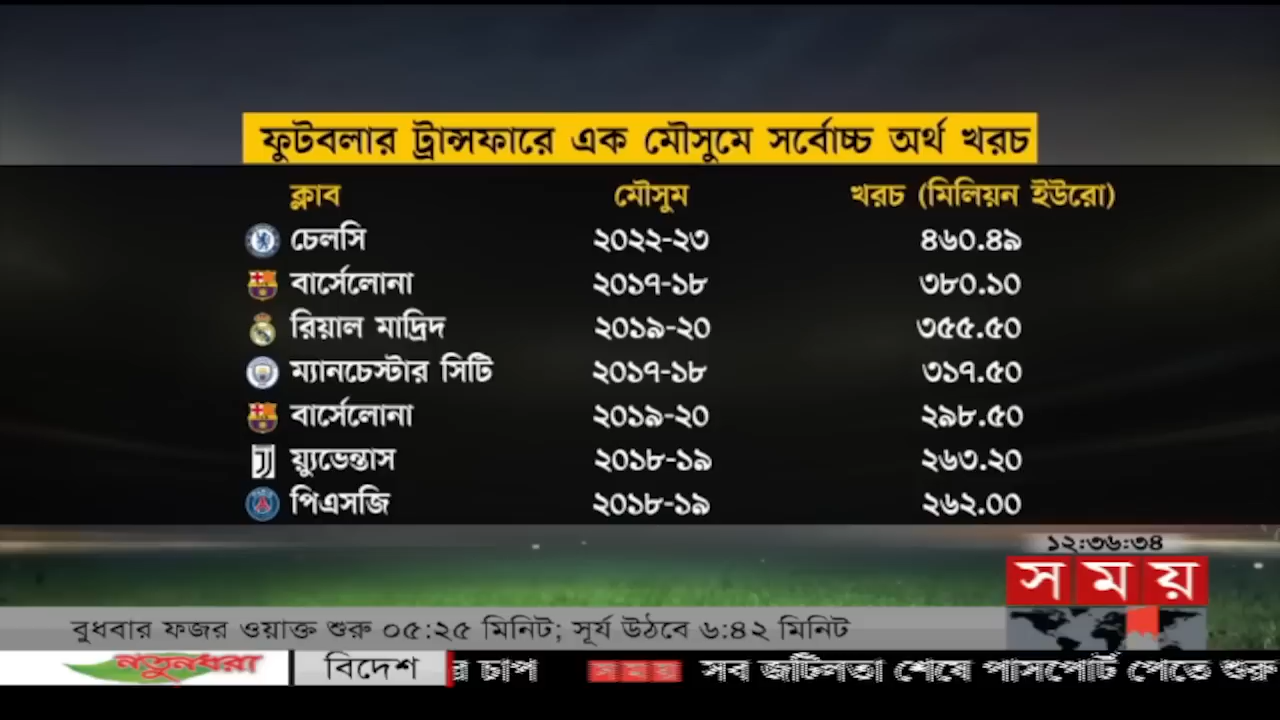 ফুটবলার ট্রান্সফারে এক মৌসুমে সর্বোচ্চ অর্থ খরচ
ক্লাব মৌসুম খরচ (মিলিয়ন ইউরো)
চেলসি ২০২২-২৩ ৪৬০.৪৯
বার্সেলোনা ২০১৭-১৮ ৩৮০.১০
রিয়াল মাদ্রিদ ২০১৯-২০ ৩৫৫.৫০
ম্যানচেস্টার সিটি ২০১৭-১৮ ৩১৭.৫০
বার্সেলোনা ২০১৯-২০ ২৯৮.৫০
য়্যুভেন্তাস ২০১৮-১৯ ২৬৩.২০
পিএসজি ২০১৮-১৯ ২৬২.০০
১২:৩৬:৩৪
সময়
বুধবার ফজর ওয়াক্ত শুরু ০৫:২৫ মিনিট; সূর্য উঠবে ৬:৪২ মিনিট
নতুনধরা বিদেশ র চাপ সময় সব জটিলতা শেষে পাসপোর্ট পেতে শুরু